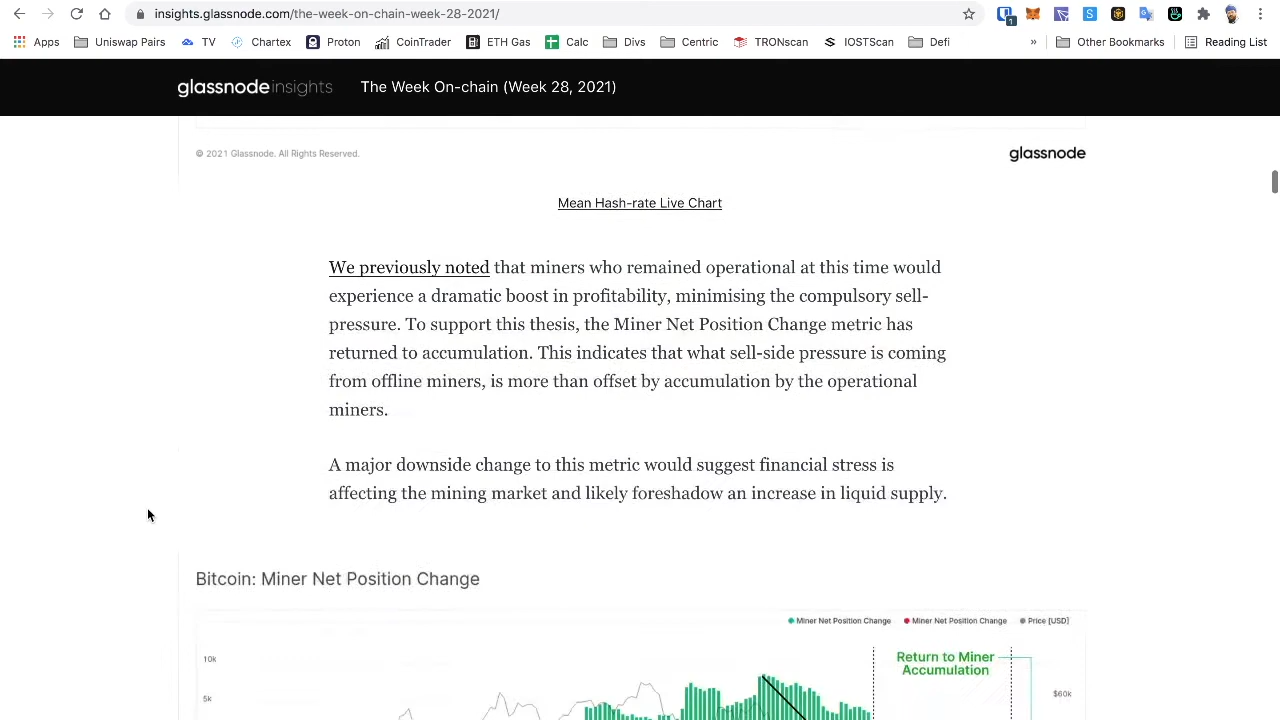 insights.glassnode.com/the-week-on-chain-week-28-2021/
1
Apps Uniswap Pairs TV Chartex Proton CoinTrader ETH Gas Calc Divs Centric TRONscan IOSTScan Defi » Other Bookmarks Reading List
glassnodeinsights The Week On-chain (Week 28, 2021)
© 2021 Glassnode. All Rights Reserved. glassnode
Mean Hash-rate Live Chart
We previously noted that miners who remained operational at this time would
experience a dramatic boost in profitability, minimising the compulsory sell-
pressure. To support this thesis, the Miner Net Position Change metric has
returned to accumulation. This indicates that what sell-side pressure is coming
from offline miners, is more than offset by accumulation by the operational
miners.
A major downside change to this metric would suggest financial stress is
affecting the mining market and likely foreshadow an increase in liquid supply.
Bitcoin: Miner Net Position Change
Miner Net Position Change Miner Net Position Change Price [USD]
10k
Return to Miner
Accumulation
5k
$60k